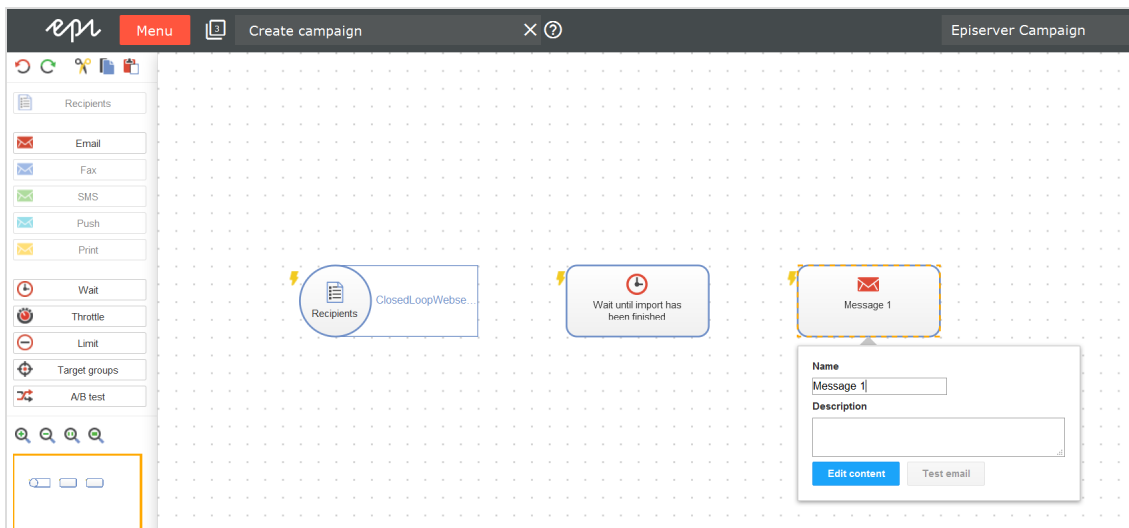 epi
Menu
3
Create campaign
Episerver Campaign
Recipients
Email
Fax
SMS
Push
Print
Wait
Throttle
Limit
Target groups
A/B test
Recipients
ClosedLoopWebse...
Wait until import has
been finished
Message 1
Name
Message 1
Description
Edit content
Test email